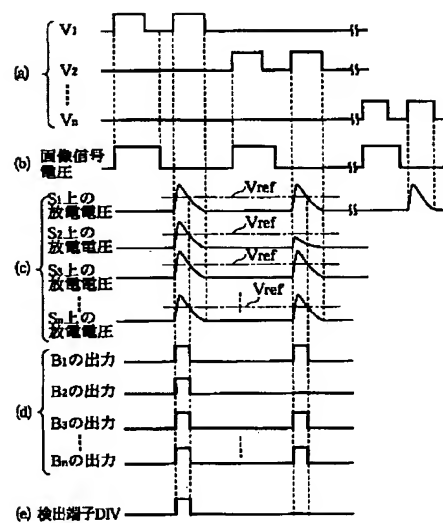 V1
(a)
V2
Vn
(b) 画像信号
電圧
S1上の
放電電圧
Vref
S2上の
放電電圧
Vref
(c)
S3上の
放電電圧
Vref
Sn上の
放電電圧
Vref
B1の出力
B2の出力
(d)
B3の出力
Bnの出力
(e) 検出端子DIV